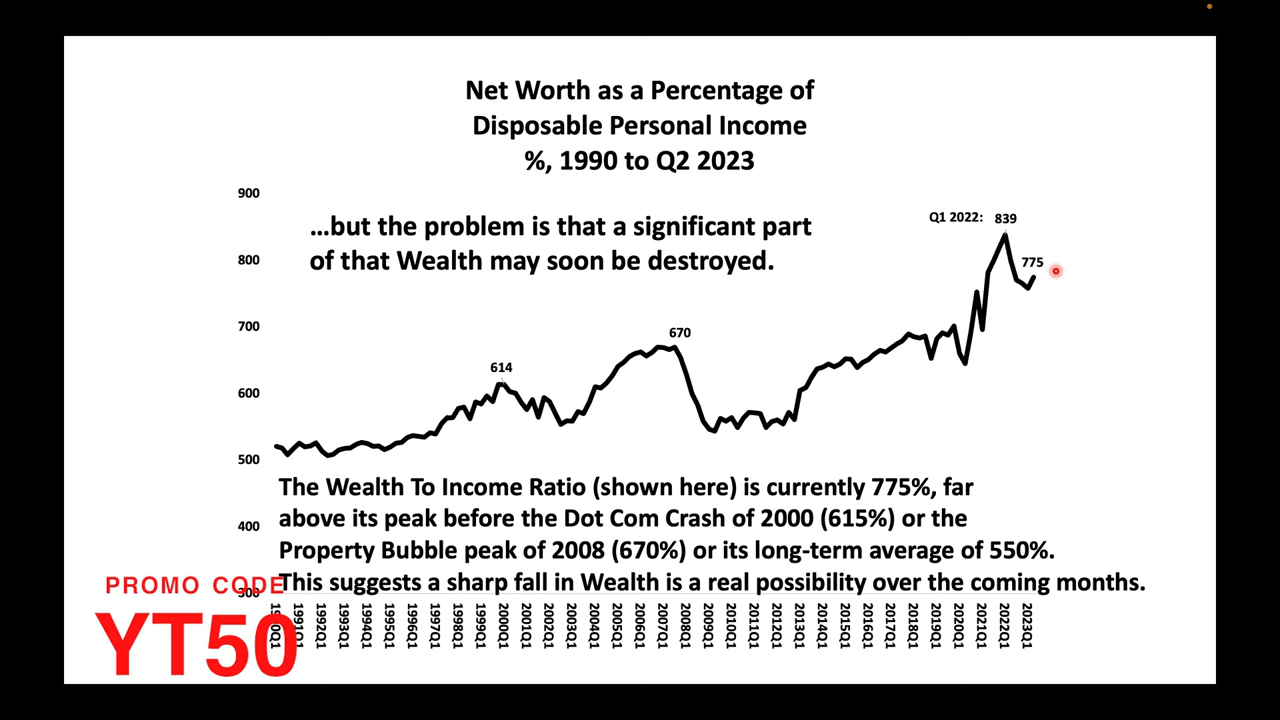 Net Worth as a Percentage of
Disposable Personal Income
%, 1990 to Q2 2023
900
800
700
600
500
400
300
…but the problem is that a significant part
of that Wealth may soon be destroyed.
Q1 2022: 839
775
670
614
The Wealth To Income Ratio (shown here) is currently 775%, far
above its peak before the Dot Com Crash of 2000 (615%) or the
Property Bubble peak of 2008 (670%) or its long-term average of 550%.
This suggests a sharp fall in Wealth is a real possibility over the coming months.
PROMO CODE
YT50
1990Q1
1991Q1
1992Q1
1993Q1
1994Q1
1995Q1
1996Q1
1997Q1
1998Q1
1999Q1
2000Q1
2001Q1
2002Q1
2003Q1
2004Q1
2005Q1
2006Q1
2007Q1
2008Q1
2009Q1
2010Q1
2011Q1
2012Q1
2013Q1
2014Q1
2015Q1
2016Q1
2017Q1
2018Q1
2019Q1
2020Q1
2021Q1
2022Q1
2023Q1